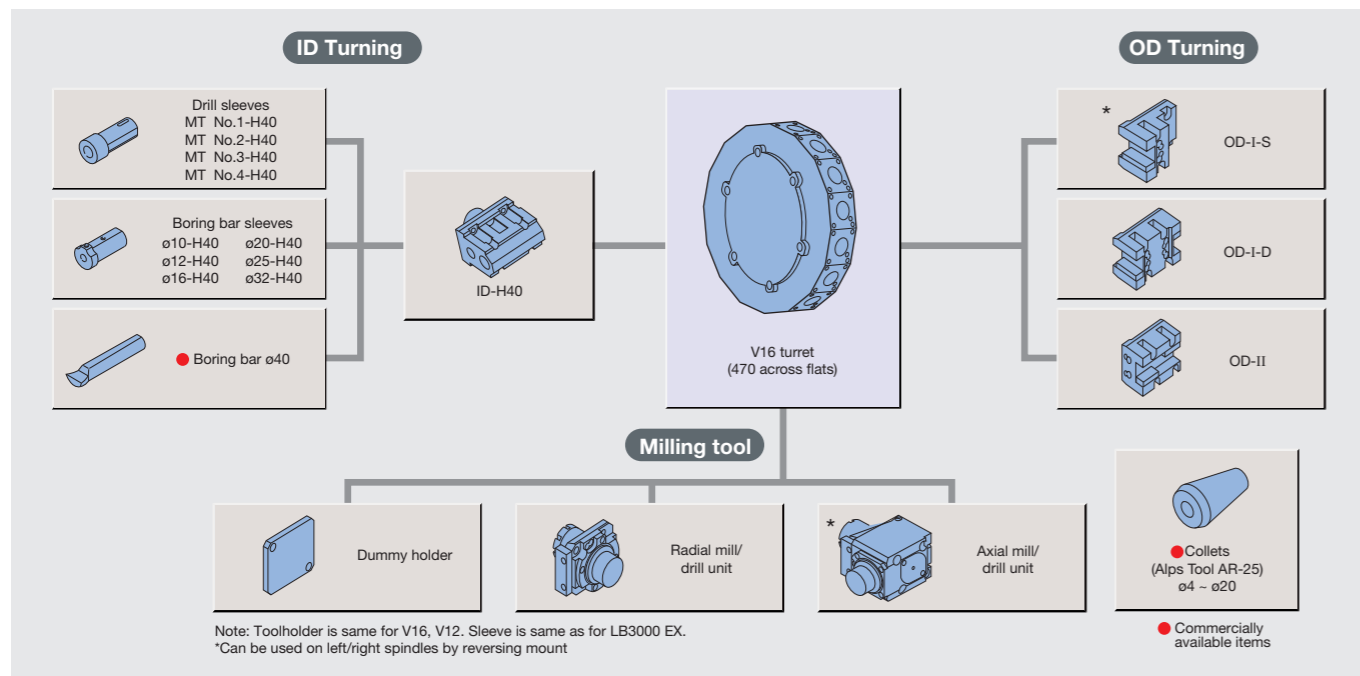 ID Turning
OD Turning
Drill sleeves
MT No.1-H40
MT No.2-H40
MT No.3-H40
MT No.4-H40
Boring bar sleeves
ø10-H40 ø20-H40
ø12-H40 ø25-H40
ø16-H40 ø32-H40
Boring bar ø40
ID-H40
V16 turret
(470 across flats)
*
OD-I-S
OD-I-D
OD-II
Milling tool
Dummy holder
Radial mill/
drill unit
*
Axial mill/
drill unit
Collets
(Alps Tool AR-25)
ø4 ~ ø20
Commercially
available items
Note: Toolholder is same for V16, V12. Sleeve is same as for LB3000 EX.
*Can be used on left/right spindles by reversing mount